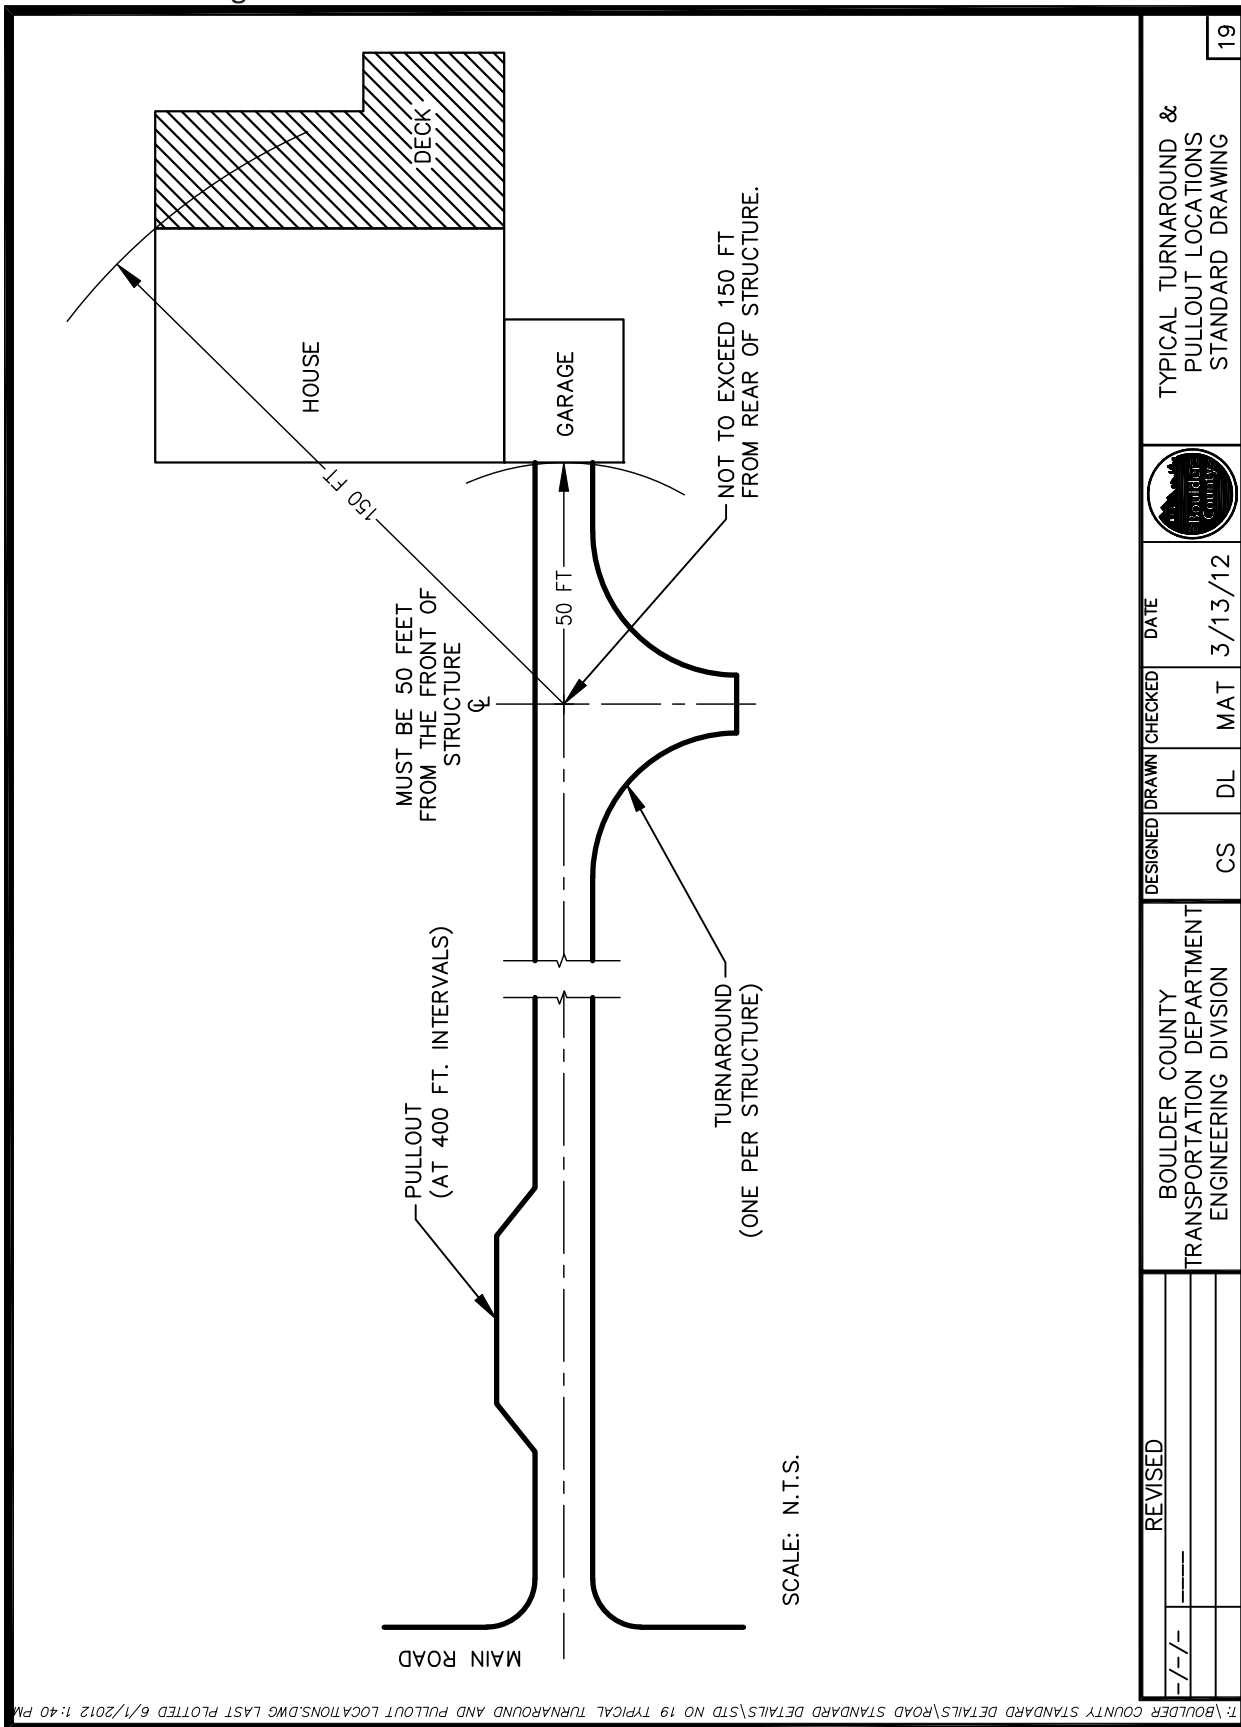 HOUSE
DECK
GARAGE
150 FT
50 FT
MUST BE 50 FEET
FROM THE FRONT OF
STRUCTURE
℄
NOT TO EXCEED 150 FT
FROM REAR OF STRUCTURE.
PULLOUT
(AT 400 FT. INTERVALS)
TURNAROUND
(ONE PER STRUCTURE)
MAIN ROAD
SCALE: N.T.S.
REVISED
-/-/- ----
BOULDER COUNTY
TRANSPORTATION DEPARTMENT
ENGINEERING DIVISION
DESIGNED
CS
DRAWN
DL
CHECKED
MAT
DATE
3/13/12
Boulder
County
TYPICAL TURNAROUND &
PULLOUT LOCATIONS
STANDARD DRAWING
19
T:\BOULDER COUNTY STANDARD DETAILS\ROAD STANDARD DETAILS\STD NO 19 TYPICAL TURNAROUND AND PULLOUT LOCATIONS.DWG LAST PLOTTED 6/1/2012 1:40 PM